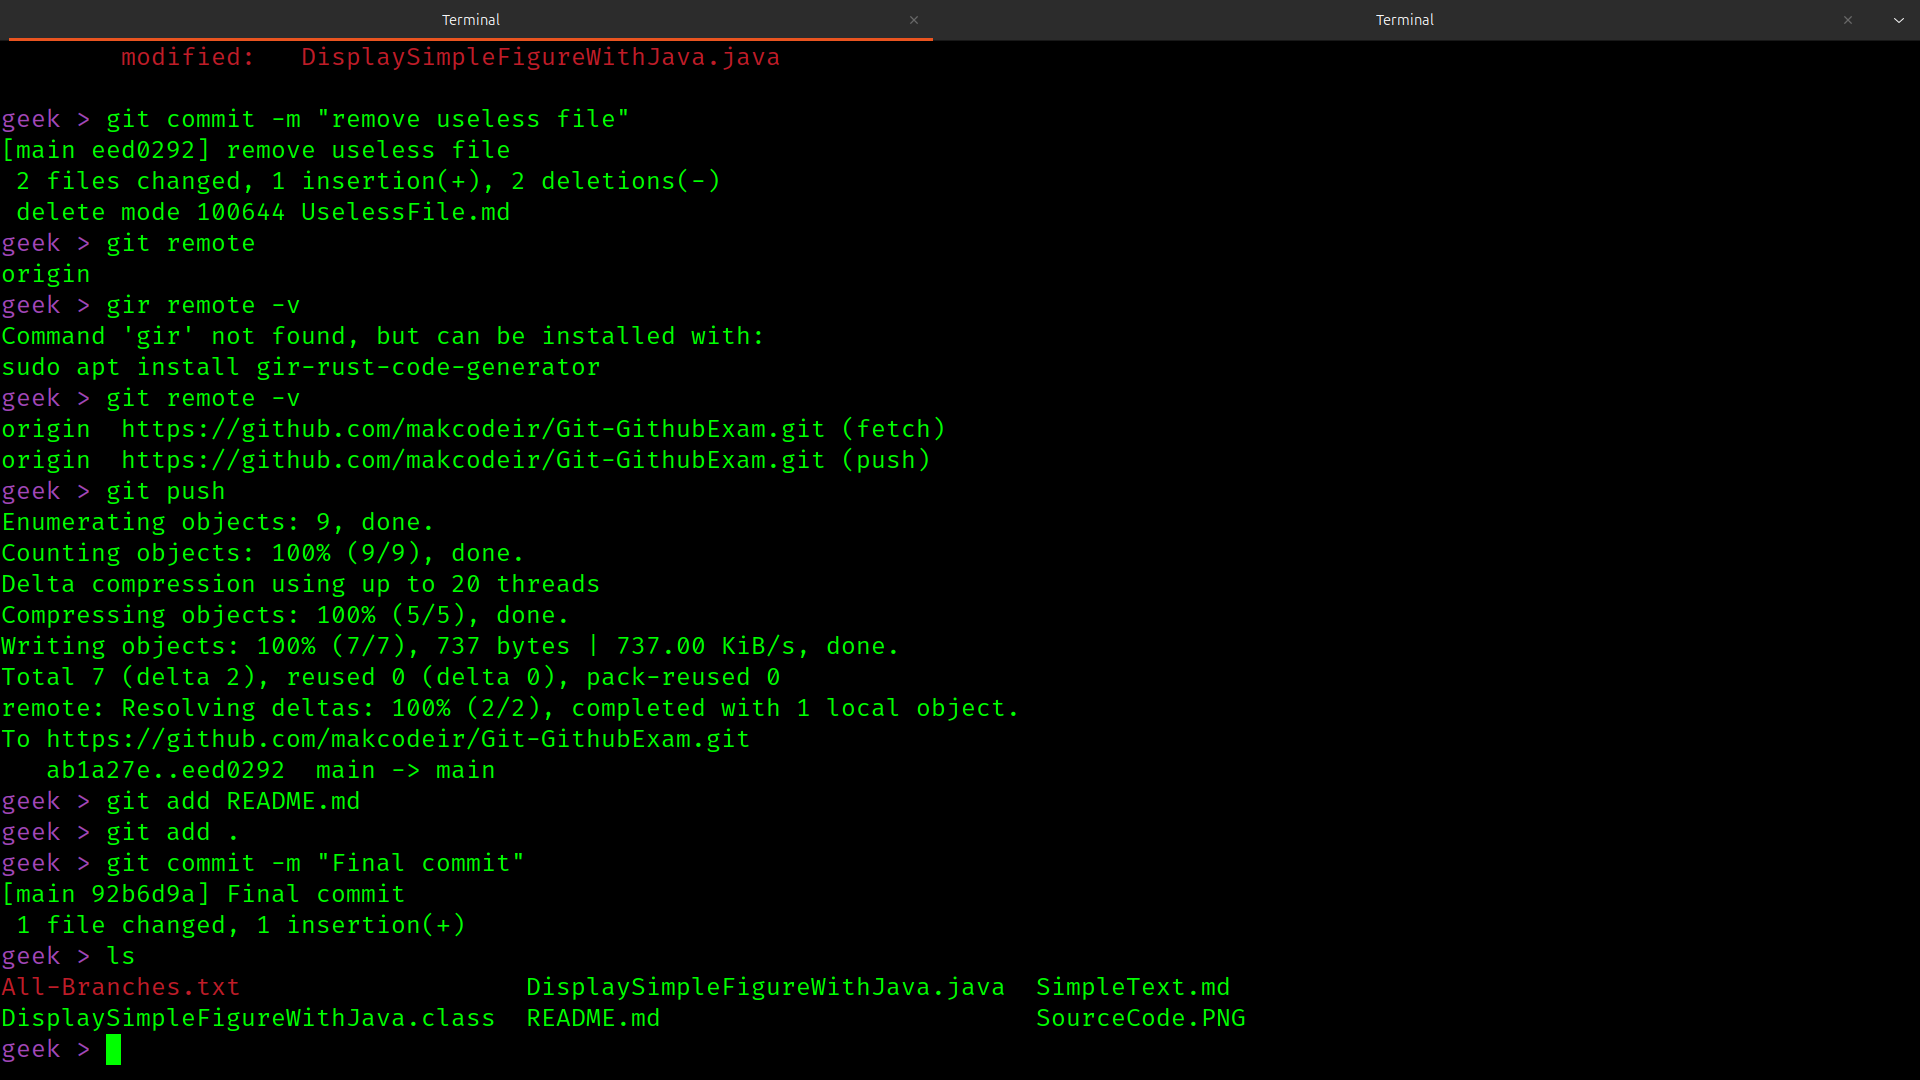 Terminal × Terminal ×
modified: DisplaySimpleFigureWithJava.java
geek > git commit -m "remove useless file"
[main eed0292] remove useless file
2 files changed, 1 insertion(+), 2 deletions(-)
delete mode 100644 UselessFile.md
geek > git remote
origin
geek > gir remote -v
Command 'gir' not found, but can be installed with:
sudo apt install gir-rust-code-generator
geek > git remote -v
origin https://github.com/makcodeir/Git-GithubExam.git (fetch)
origin https://github.com/makcodeir/Git-GithubExam.git (push)
geek > git push
Enumerating objects: 9, done.
Counting objects: 100% (9/9), done.
Delta compression using up to 20 threads
Compressing objects: 100% (5/5), done.
Writing objects: 100% (7/7), 737 bytes | 737.00 KiB/s, done.
Total 7 (delta 2), reused 0 (delta 0), pack-reused 0
remote: Resolving deltas: 100% (2/2), completed with 1 local object.
To https://github.com/makcodeir/Git-GithubExam.git
ab1a27e..eed0292 main -> main
geek > git add README.md
geek > git add .
geek > git commit -m "Final commit"
[main 92b6d9a] Final commit
1 file changed, 1 insertion(+)
geek > ls
All-Branches.txt DisplaySimpleFigureWithJava.java SimpleText.md
DisplaySimpleFigureWithJava.class README.md SourceCode.PNG
geek >